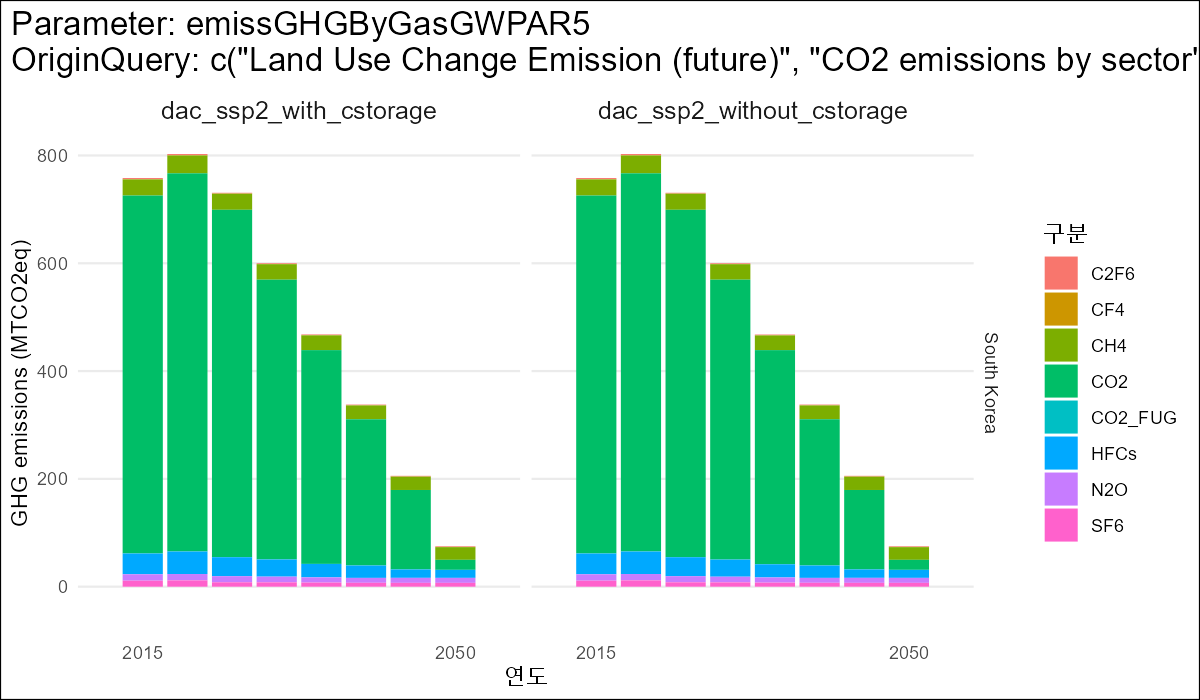 Parameter: emissGHGByGasGWPAR5
OriginQuery: c("Land Use Change Emission (future)", "CO2 emissions by sector"
dac_ssp2_with_cstorage
dac_ssp2_without_cstorage
GHG emissions (MTCO2eq)
800
600
400
200
0
2015
2050
2015
2050
연도
South Korea
구분
C2F6
CF4
CH4
CO2
CO2_FUG
HFCs
N2O
SF6